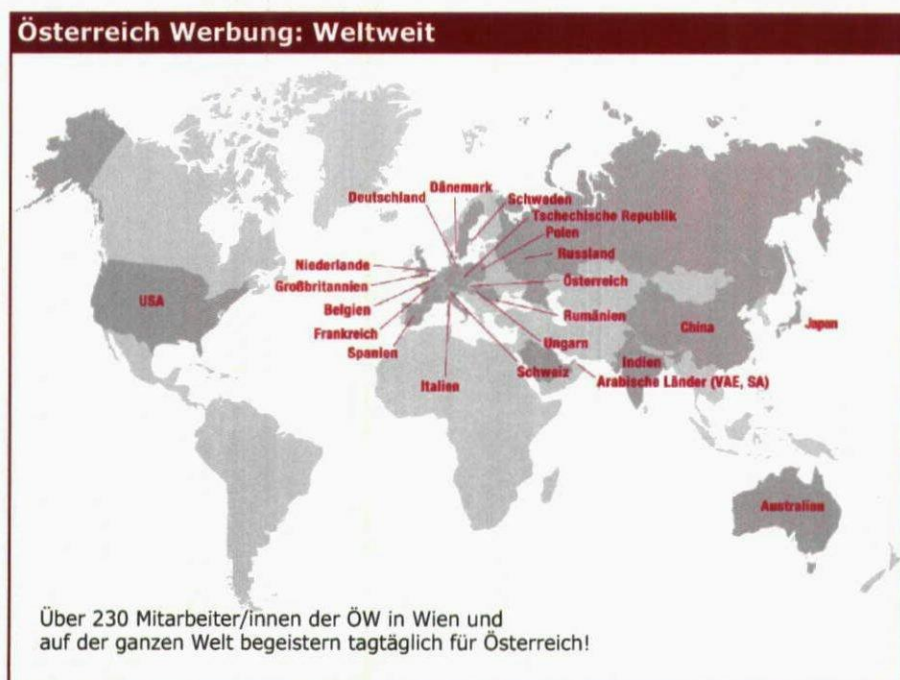 Österreich Werbung: Weltweit
Dänemark
Deutschland
Schweden
Tschechische Republik
Polen
Russland
Niederlande
Großbritannien
Österreich
USA
Belgien
Rumänien
China
Japan
Frankreich
Ungarn
Spanien
Indien
Schweiz
Italien
Arabische Länder (VAE, SA)
Australien
Über 230 Mitarbeiter/innen der ÖW in Wien und
auf der ganzen Welt begeistern tagtäglich für Österreich!